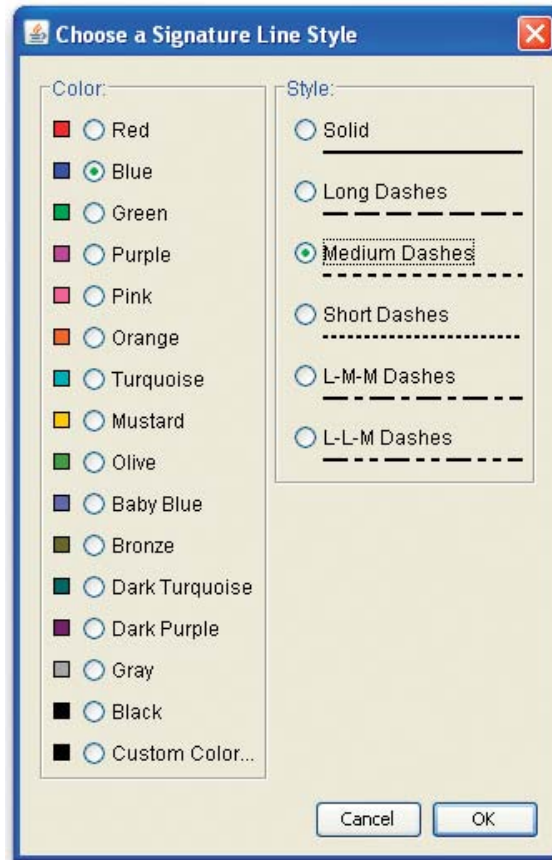 Choose a Signature Line Style
Color:
Red
Blue
Green
Purple
Pink
Orange
Turquoise
Mustard
Olive
Baby Blue
Bronze
Dark Turquoise
Dark Purple
Gray
Black
Custom Color...
Style:
Solid
Long Dashes
Medium Dashes
Short Dashes
L-M-M Dashes
L-L-M Dashes
Cancel
OK